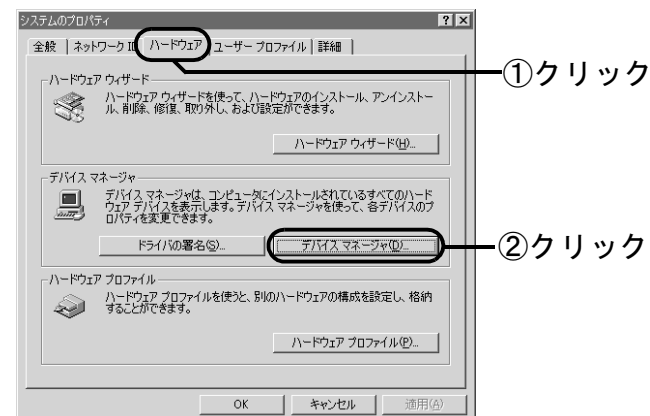 システムのプロパティ
全般 ネットワーク ID ハードウェア ユーザー プロファイル 詳細
①クリック
ハードウェア ウィザード
ハードウェア ウィザードを使って、ハードウェアのインストール、アンインストー
ル、削除、修復、取り外し、および設定ができます。
ハードウェア ウィザード(H)...
デバイス マネージャ
デバイス マネージャは、コンピュータにインストールされているすべてのハード
ウェア デバイスを表示します。デバイス マネージャを使って、各デバイスのプ
ロパティを変更できます。
ドライバの署名(S)...
デバイス マネージャ(D)...
②クリック
ハードウェア プロファイル
ハードウェア プロファイルを使うと、別のハードウェアの構成を設定し、格納
することができます。
ハードウェア プロファイル(P)...
OK キャンセル 適用(A)